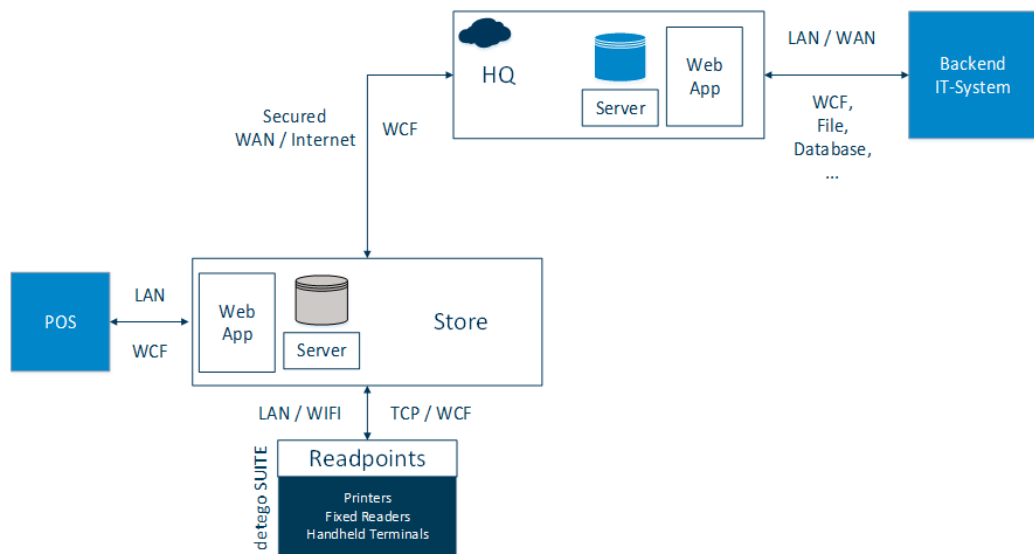 HQ
Server
Web
App
LAN / WAN
WCF,
File,
Database,
...
Backend
IT-System
Secured
WAN / Internet
WCF
POS
LAN
WCF
Web
App
Server
Store
LAN / WIFI
TCP / WCF
detego SUITE
Readpoints
Printers
Fixed Readers
Handheld Terminals